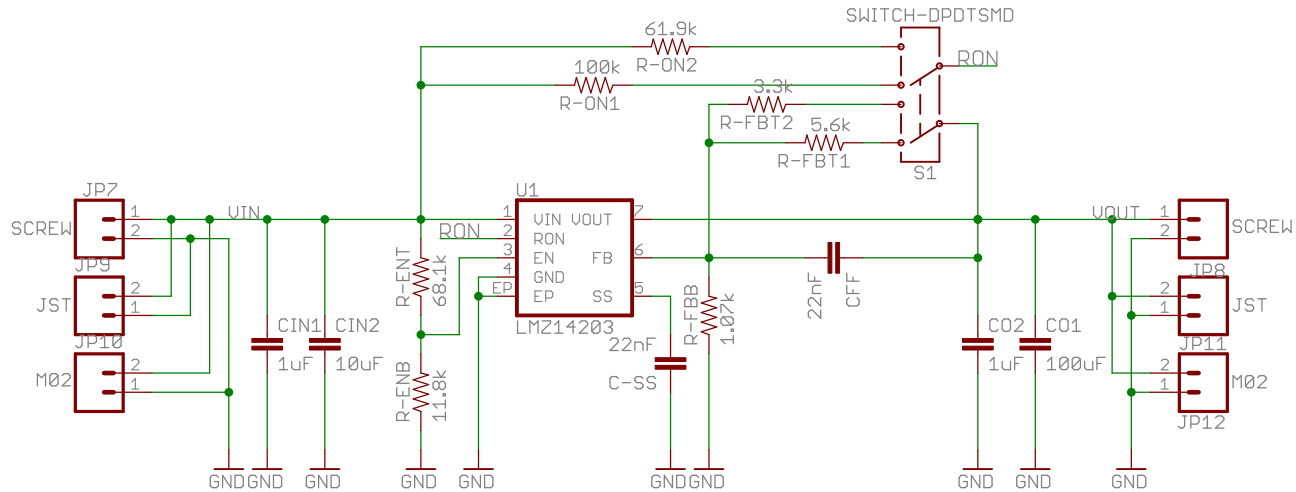 SWITCH-DPDTSMD
61.9k
R-ON2
RON
100k
R-ON1
3.3k
R-FBT2
5.6k
R-FBT1
S1
JP7
SCREW
1
2
VIN
JP9
JST
2
1
JP10
M02
2
1
CIN1
1uF
CIN2
10uF
RON
R-ENT
68.1k
R-ENB
11.8k
U1
1
2
3
4
EP
VIN
RON
EN
GND
EP
VOUT
FB
SS
7
6
5
LMZ14203
22nF
C-SS
R-FBB
1.07k
22nF
CFF
CO2
1uF
CO1
100uF
VOUT
1
2
SCREW
JP8
2
1
JST
JP11
2
1
M02
JP12
GND
GND
GND
GND
GND
GND
GND
GND
GND
GND